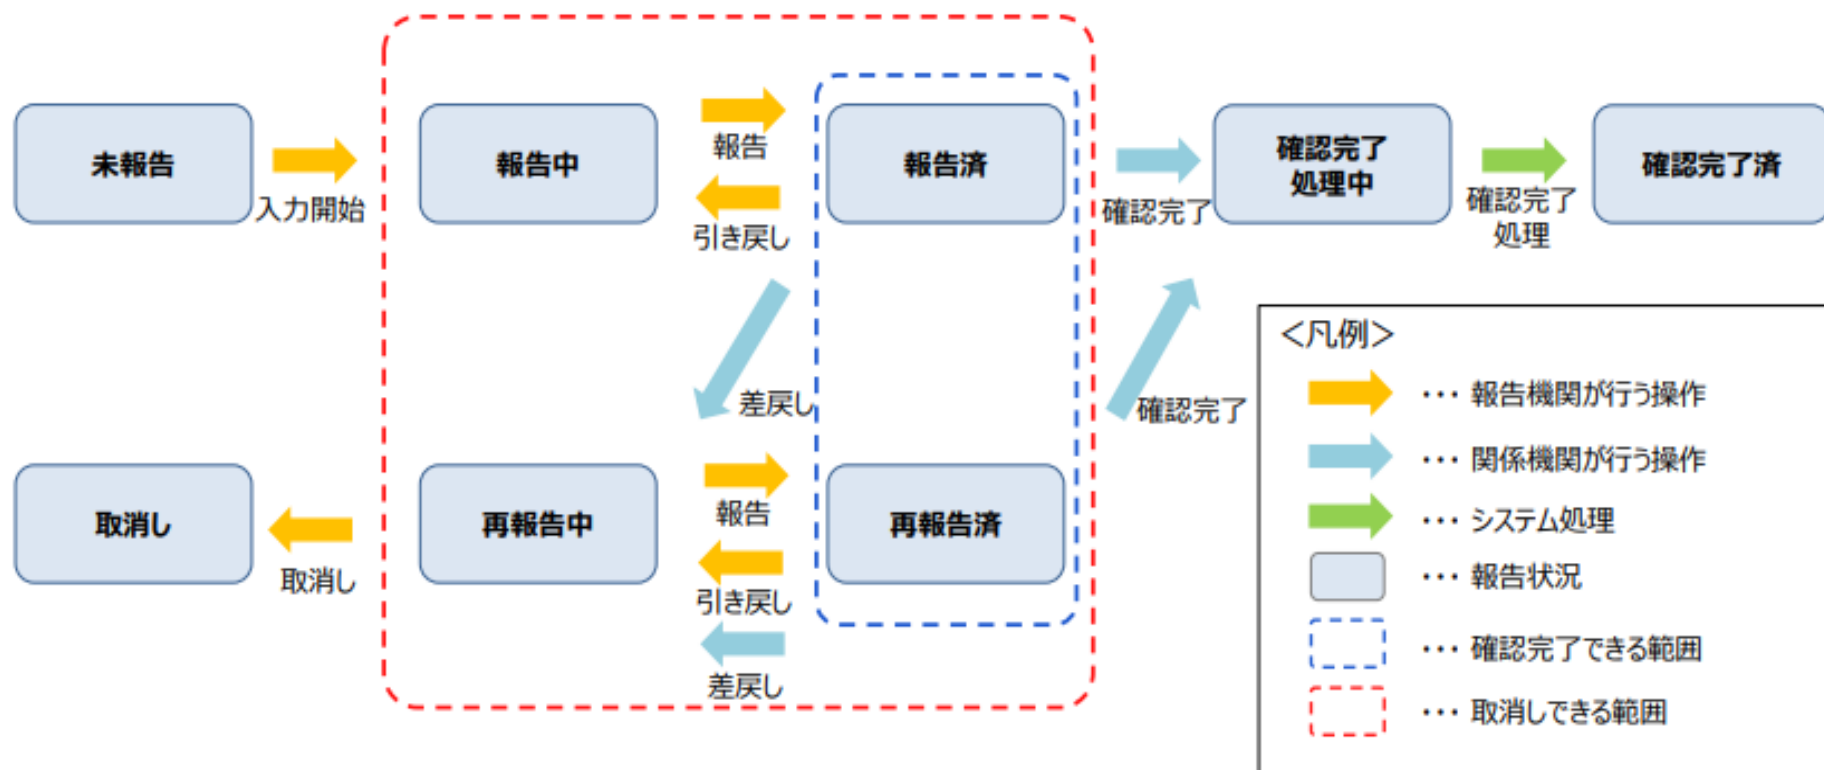 未報告
入力開始
報告中
報告
引き戻し
報告済
確認完了
確認完了
処理中
確認完了
処理
確認完了済
差戻し
確認完了
取消し
取消し
再報告中
報告
引き戻し
差戻し
再報告済
＜凡例＞
･･･ 報告機関が行う操作
･･･ 関係機関が行う操作
･･･ システム処理
･･･ 報告状況
･･･ 確認完了できる範囲
･･･ 取消しできる範囲